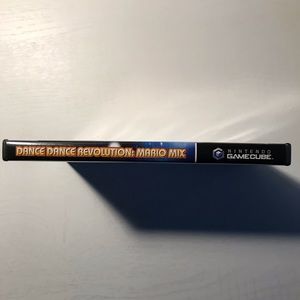 DANCE DANCE REVOLUTION: MARIO MIX
NINTENDO
GAMECUBE